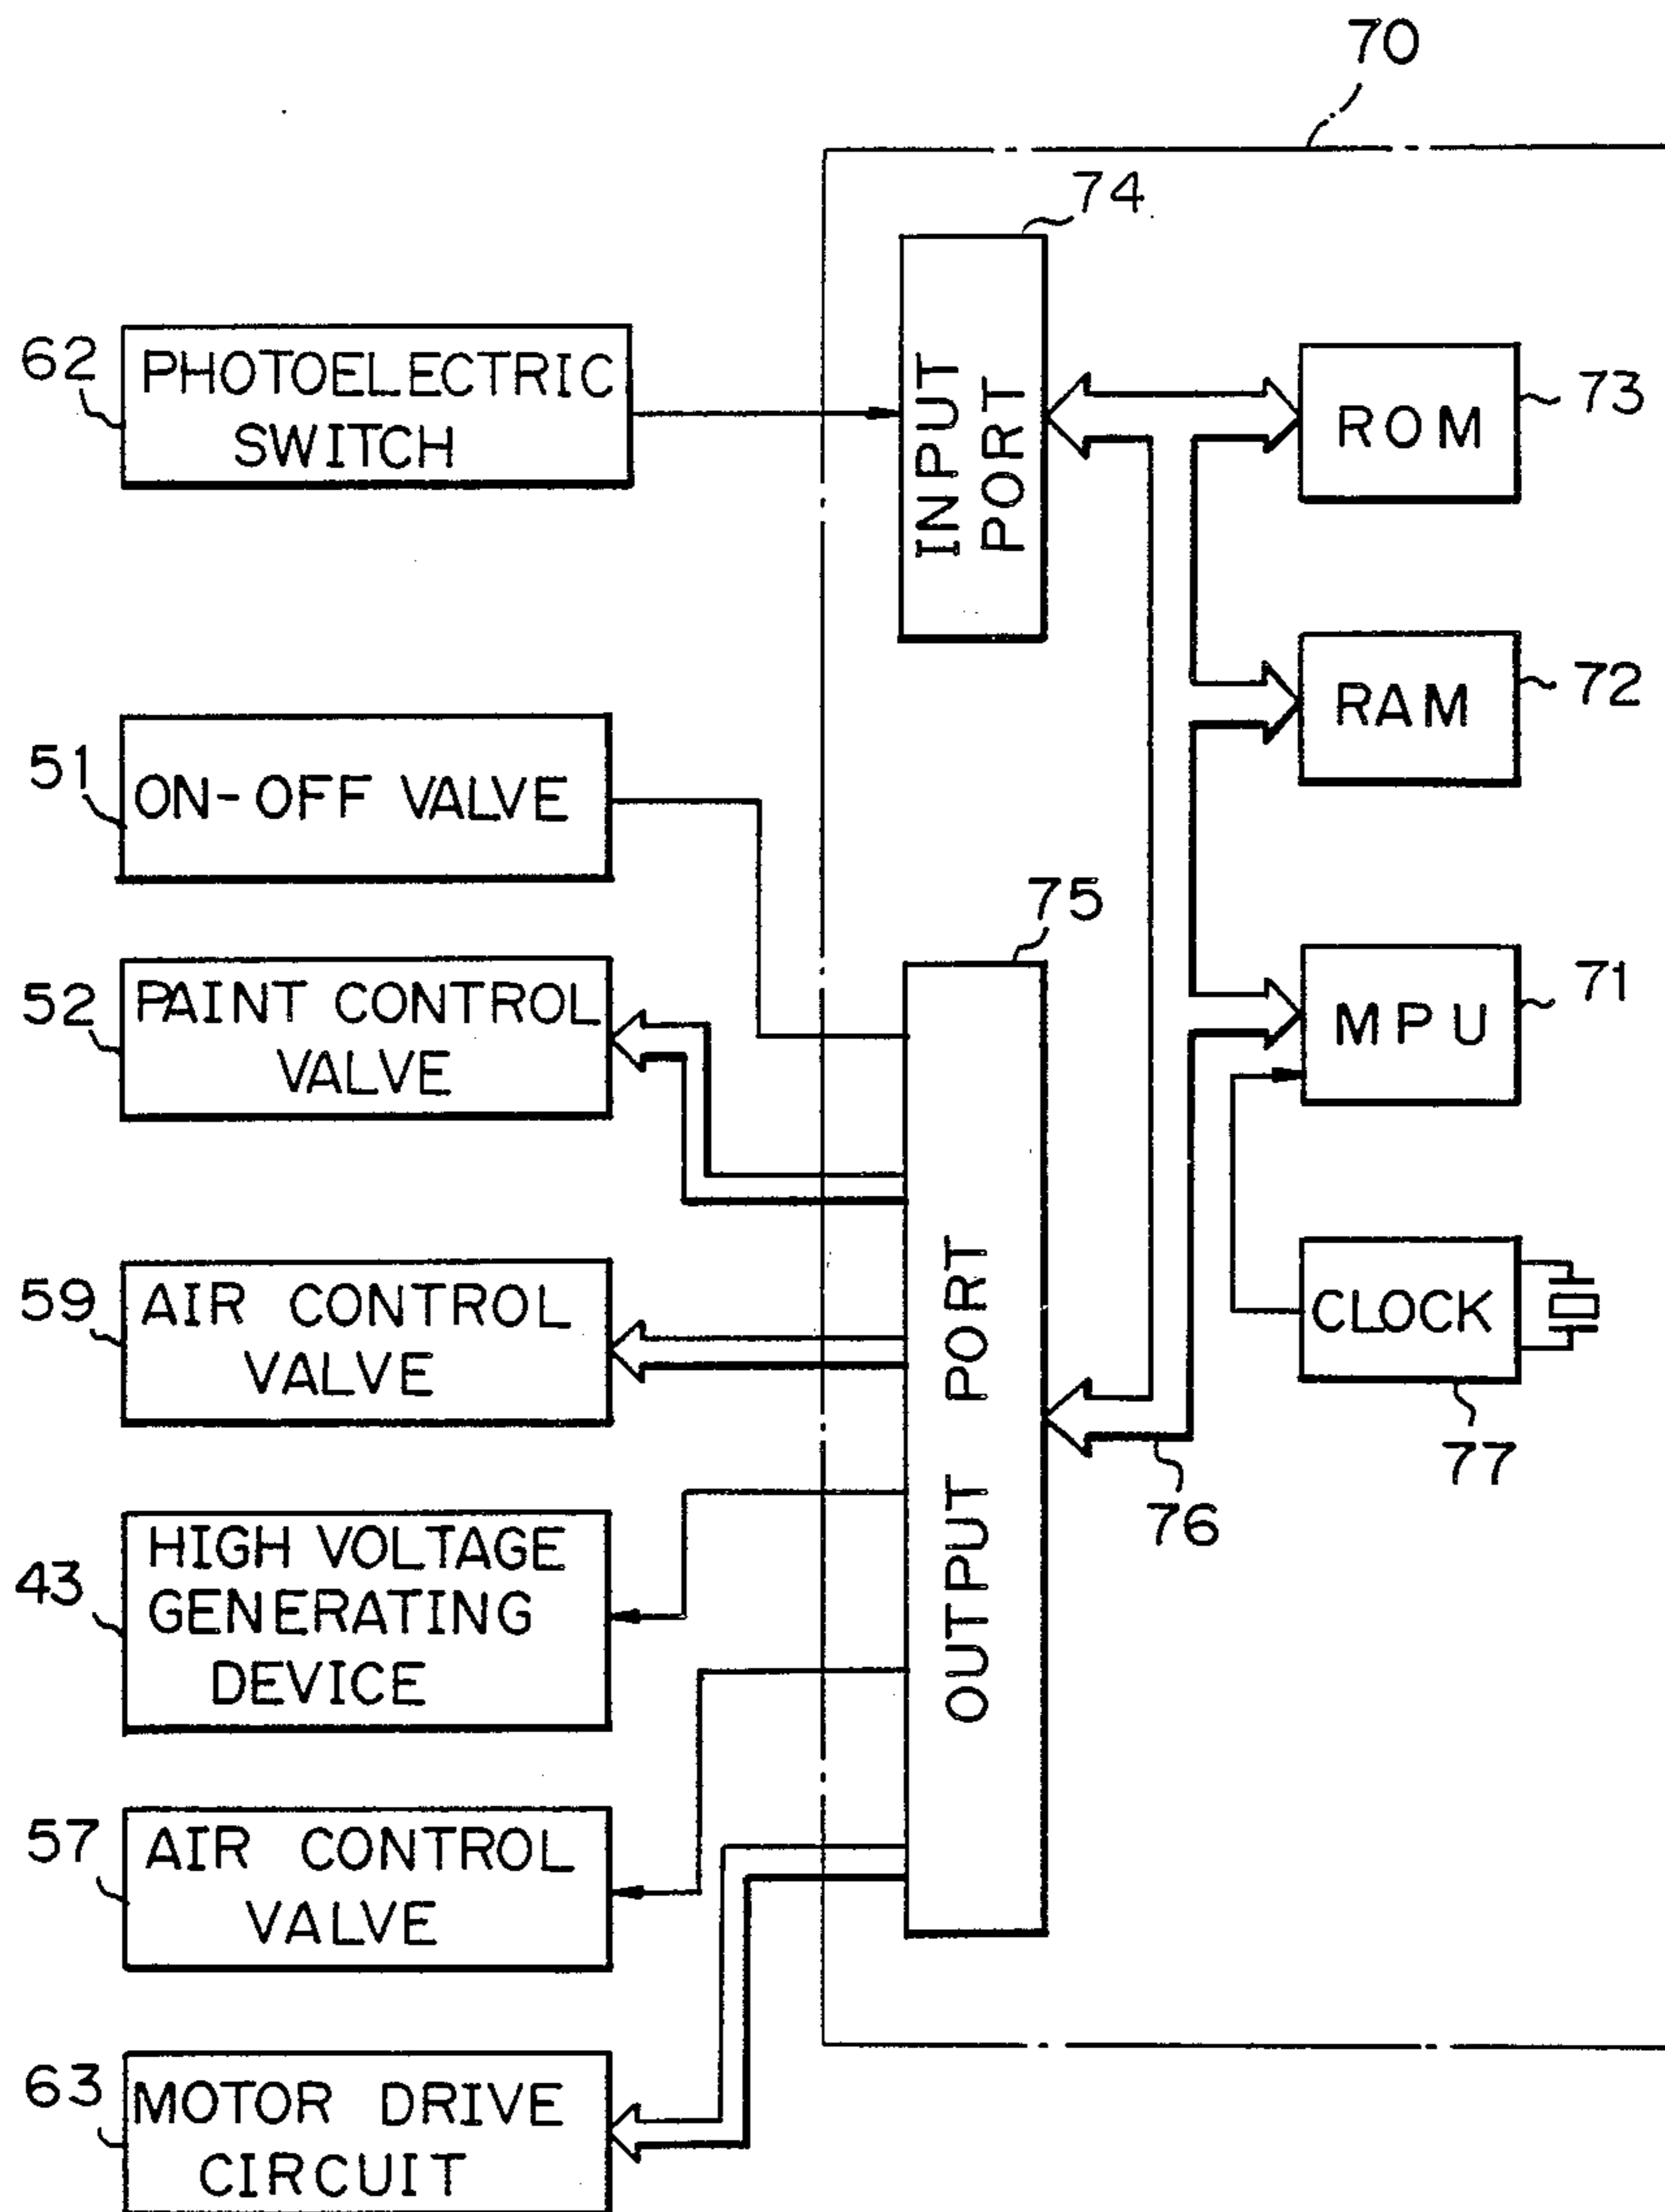 70
74
62
PHOTOELECTRIC
SWITCH
INPUT
PORT
ROM
73
RAM
72
51
ON-OFF VALVE
75
52
PAINT CONTROL
VALVE
MPU
71
59
AIR CONTROL
VALVE
OUTPUT PORT
CLOCK
77
76
43
HIGH VOLTAGE
GENERATING
DEVICE
57
AIR CONTROL
VALVE
63
MOTOR DRIVE
CIRCUIT